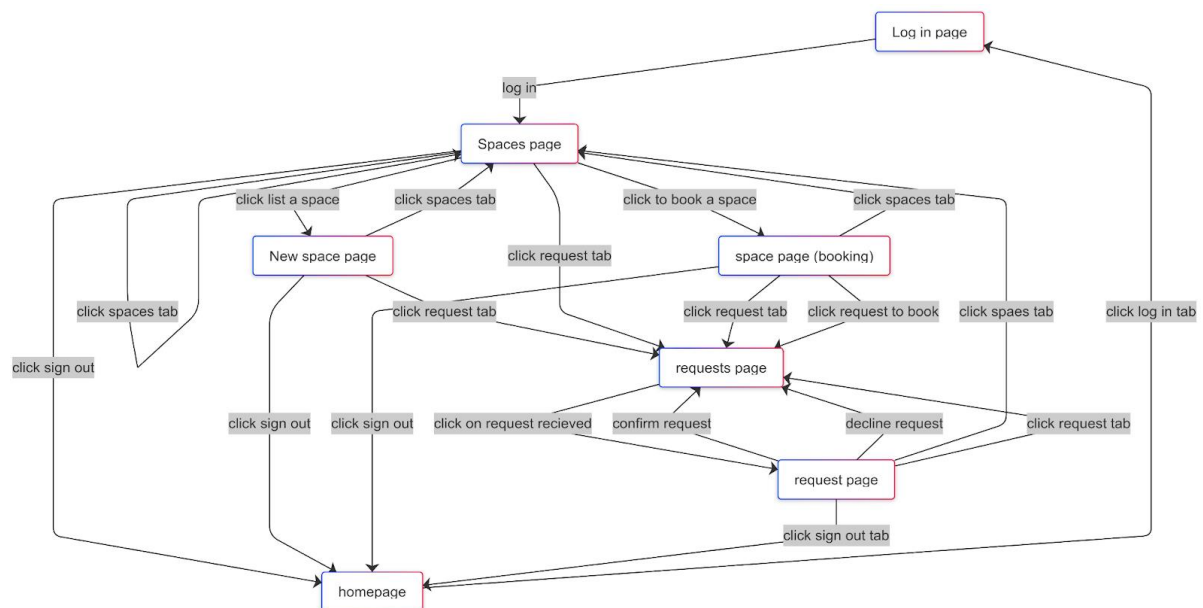 Log in page
log in
Spaces page
click list a space
click spaces tab
click to book a space
click spaces tab
New space page
click request tab
space page (booking)
click spaces tab
click request tab
click request tab
click request to book
click spaes tab
click log in tab
click sign out
requests page
click sign out
click sign out
click on request recieved
confirm request
decline request
click request tab
request page
click sign out tab
homepage